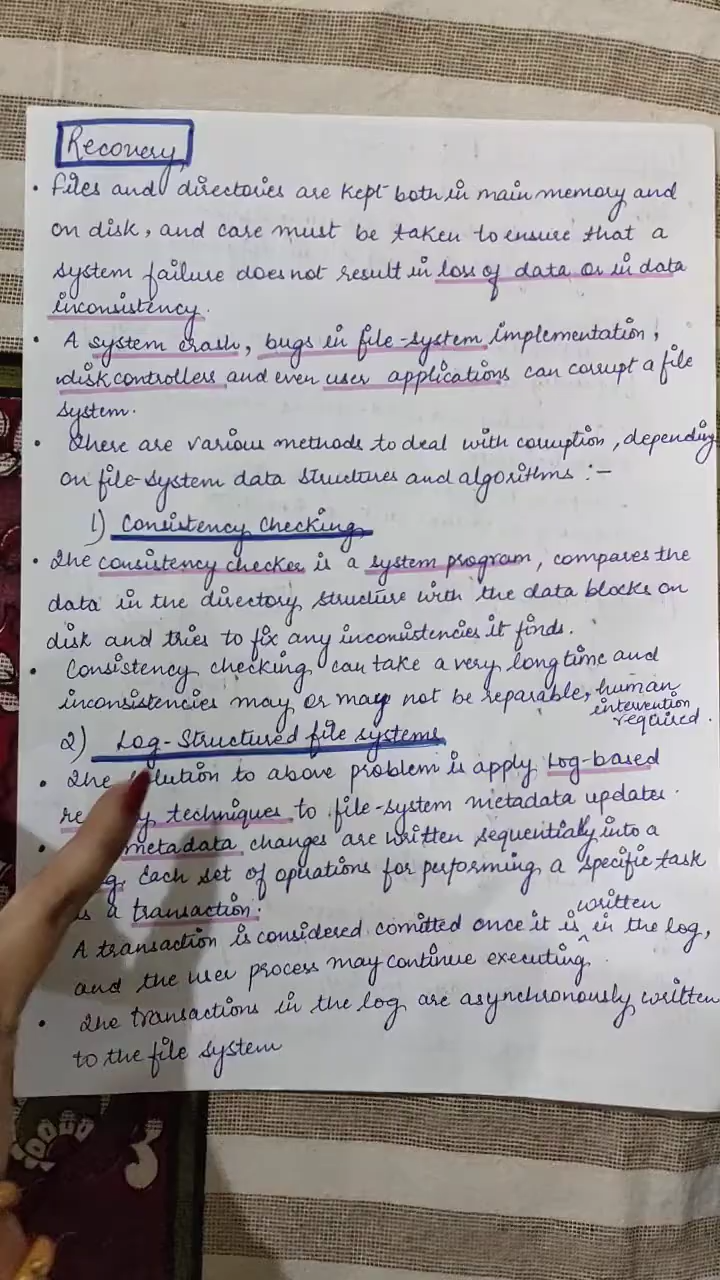 Recovery
• Files and directories are kept both in main memory and
on disk, and care must be taken to ensure that a
system failure does not result in loss of data or in data
inconsistency.
• A system crash, bugs in file-system implementation,
disk controllers and even user applications can corrupt a file
system.
• There are various methods to deal with corruption, depending
on file-system data structures and algorithms :-
1) Consistency Checking
• The consistency checker is a system program, compares the
data in the directory structure with the data blocks on
disk and tries to fix any inconsistencies it finds.
• Consistency checking can take a very long time and
inconsistencies may or may not be reparable, human
intervention
required.
2) Log-Structured file systems
• The solution to above problem is apply Log-based
techniques to file-system metadata updates.
metadata changes are written sequentially into a
Each set of operations for performing a specific task
is a transaction.
written
A transaction is considered comitted once it is ^ in the log,
and the user process may continue executing.
• The transactions in the log are asynchronously written
to the file system